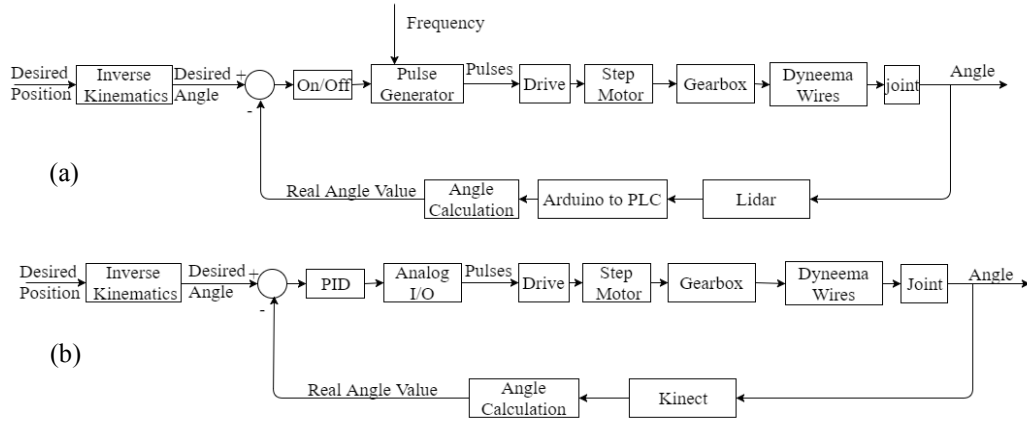 Frequency
Desired
Position
Inverse
Kinematics
Desired +
Angle
-
On/Off
Pulse
Generator
Pulses
Drive
Step
Motor
Gearbox
Dyneema
Wires
joint
Angle
(a)
Real Angle Value
Angle
Calculation
Arduino to PLC
Lidar
Desired
Position
Inverse
Kinematics
Desired +
Angle
-
PID
Analog
I/O
Pulses
Drive
Step
Motor
Gearbox
Dyneema
Wires
Joint
Angle
(b)
Real Angle Value
Angle
Calculation
Kinect